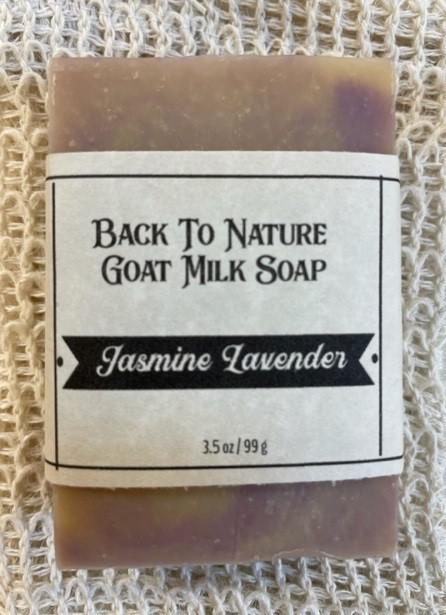 Back To Nature
Goat Milk Soap
Jasmine Lavender
3.5 oz / 99 g